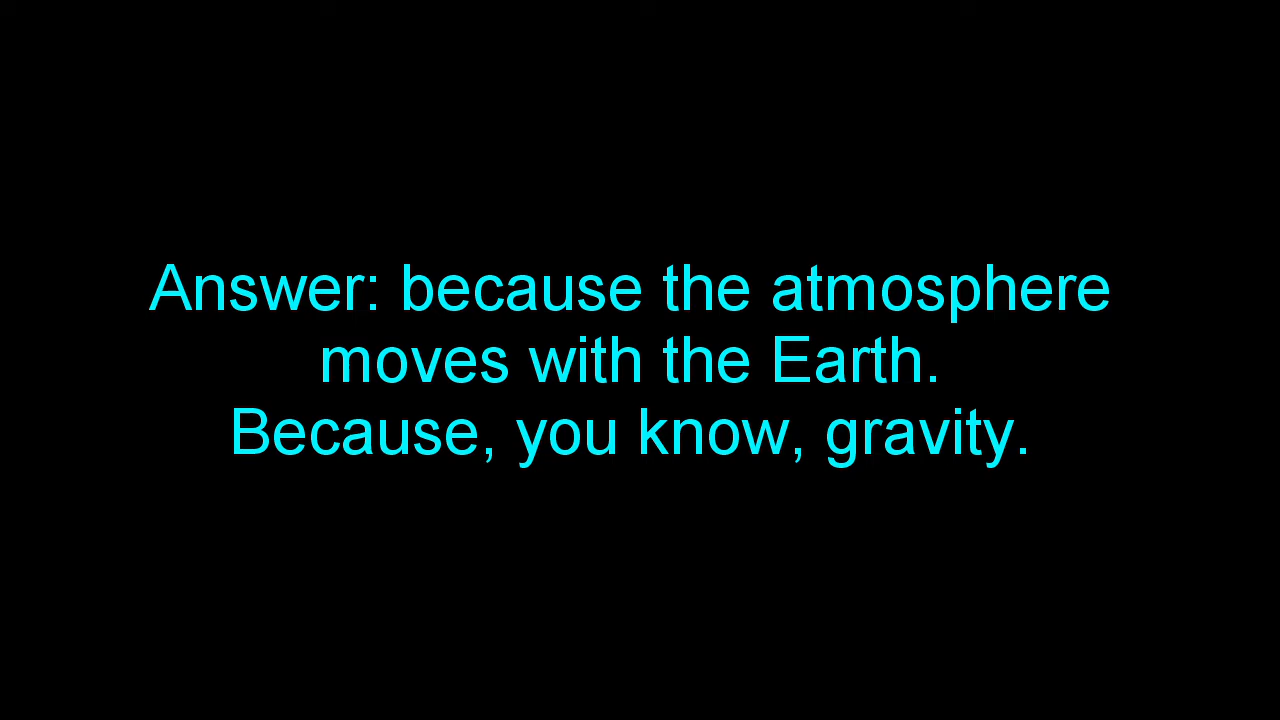 Answer: because the atmosphere
moves with the Earth.
Because, you know, gravity.